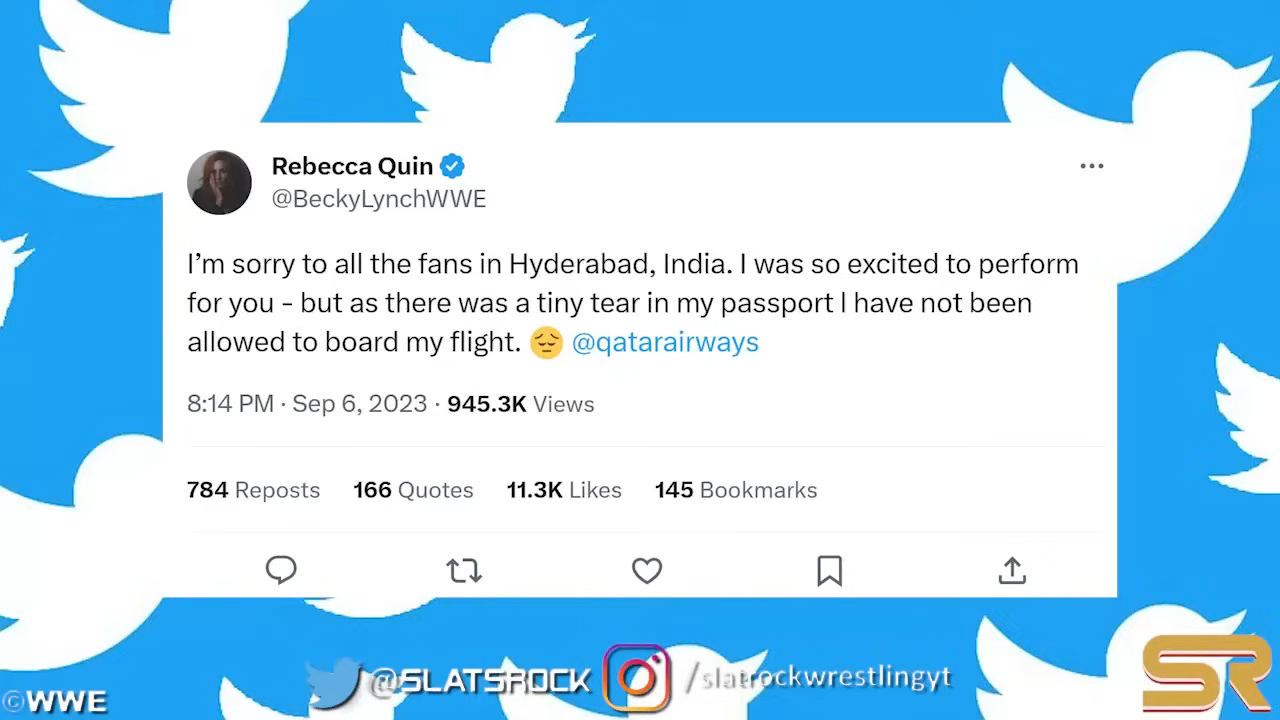 Rebecca Quin
@BeckyLynchWWE
I'm sorry to all the fans in Hyderabad, India. I was so excited to perform
for you - but as there was a tiny tear in my passport I have not been
allowed to board my flight. 😔 @qatarairways
8:14 PM · Sep 6, 2023 · 945.3K Views
784 Reposts 166 Quotes 11.3K Likes 145 Bookmarks
@SLATSROCK /slatrockwrestlingyt
©WWE
SR